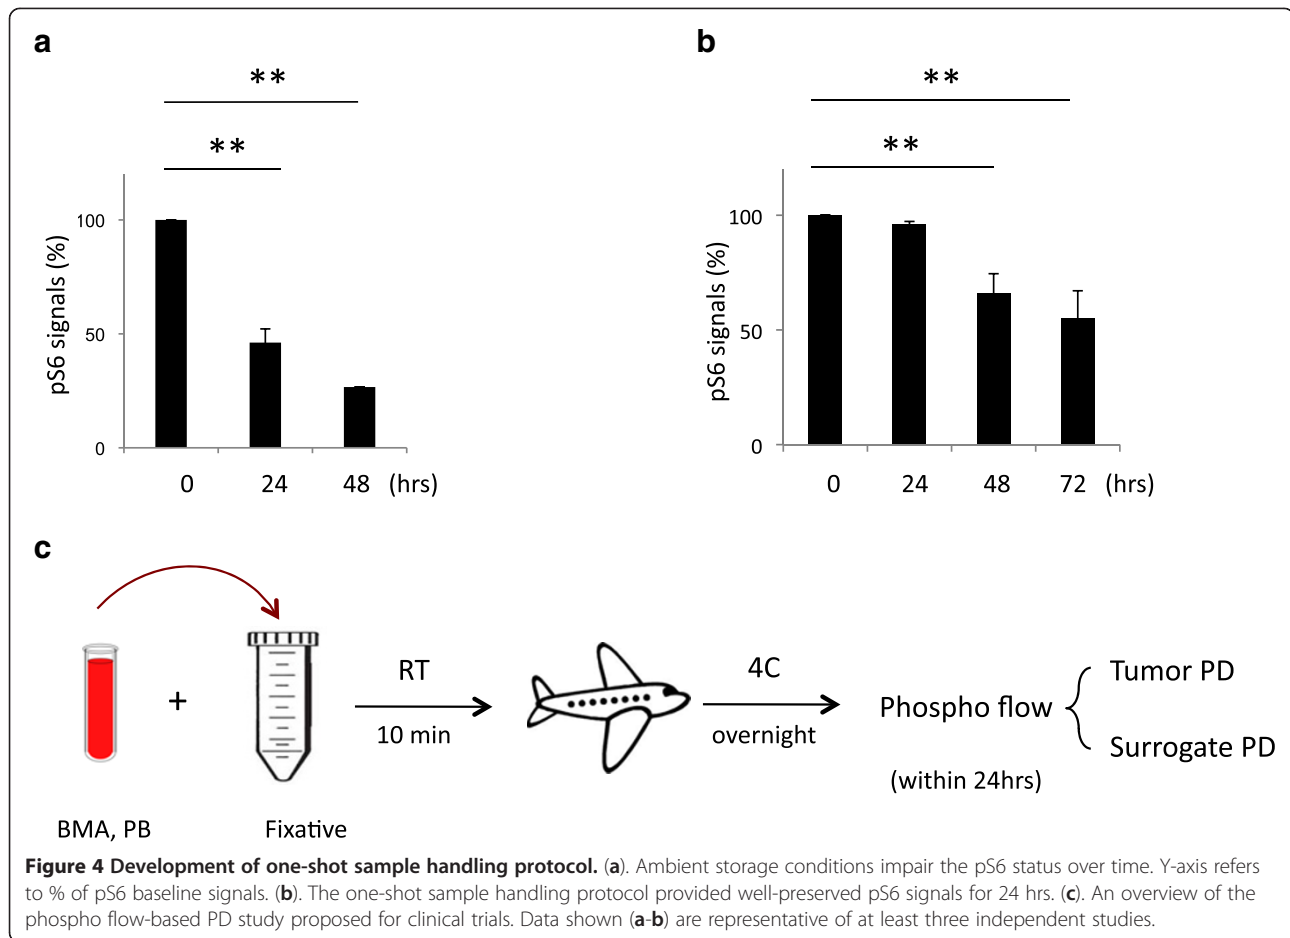 a
**
**
100
50
0
pS6 signals (%)
0 24 48 (hrs)
b
**
**
100
50
0
pS6 signals (%)
0 24 48 72 (hrs)
c
+
RT
10 min
4C
overnight
Phospho flow
(within 24hrs)
Tumor PD
Surrogate PD
BMA, PB
Fixative
Figure 4 Development of one-shot sample handling protocol. (a). Ambient storage conditions impair the pS6 status over time. Y-axis refers
to % of pS6 baseline signals. (b). The one-shot sample handling protocol provided well-preserved pS6 signals for 24 hrs. (c). An overview of the
phospho flow-based PD study proposed for clinical trials. Data shown (a-b) are representative of at least three independent studies.